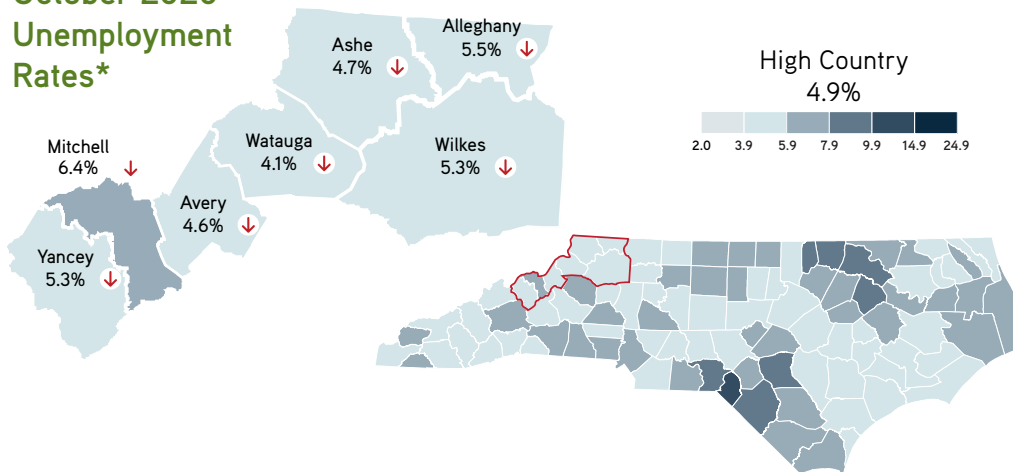 Unemployment
Rates*
Alleghany
5.5%
Ashe
4.7%
Watauga
4.1%
Wilkes
5.3%
Mitchell
6.4%
Avery
4.6%
Yancey
5.3%
High Country
4.9%
2.0 3.9 5.9 7.9 9.9 14.9 24.9